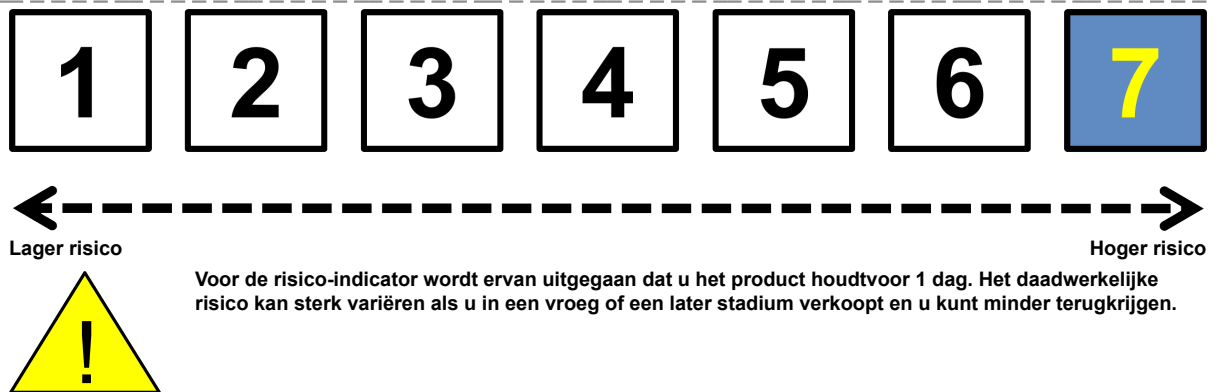 1 2 3 4 5 6 7
Lager risico Hoger risico
Voor de risico-indicator wordt ervan uitgegaan dat u het product houdtvoor 1 dag. Het daadwerkelijke
risico kan sterk variëren als u in een vroeg of een later stadium verkoopt en u kunt minder terugkrijgen.
!